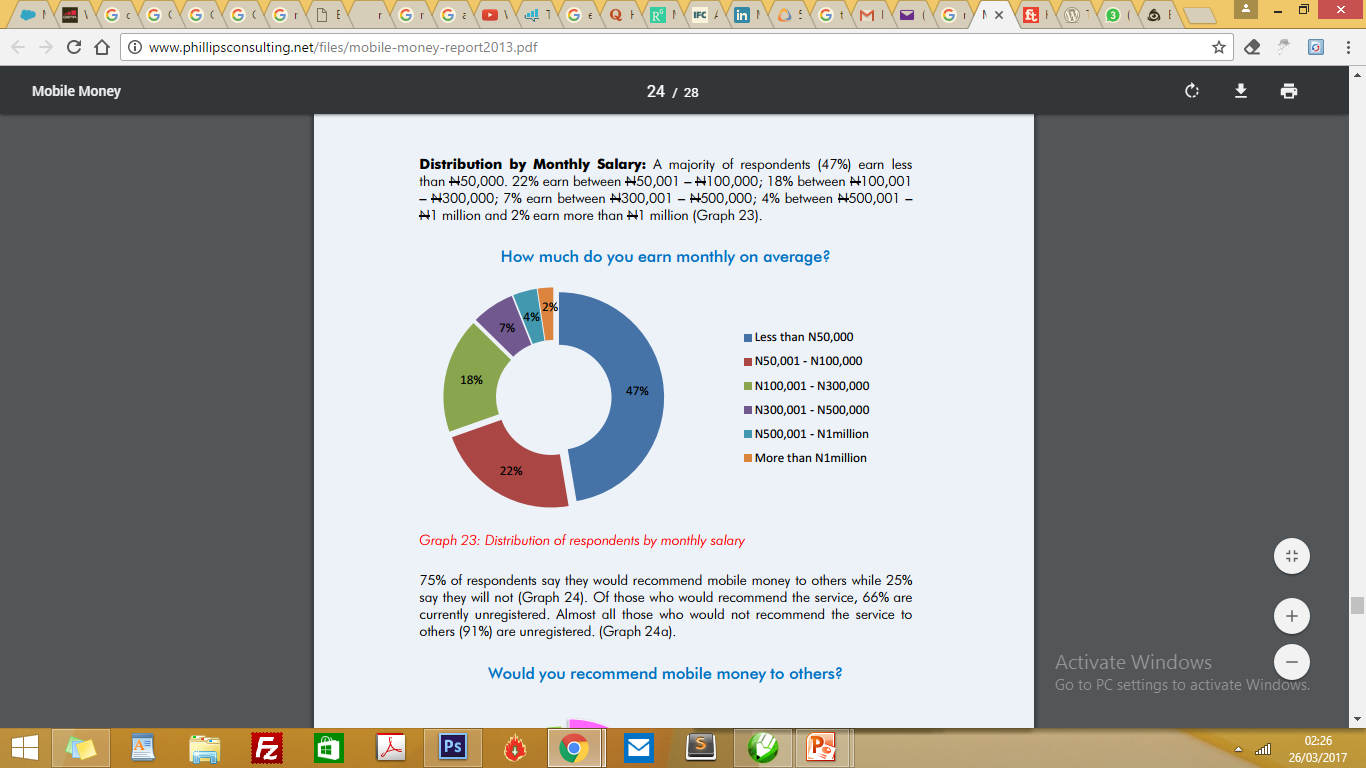 www.phillipsconsulting.net/files/mobile-money-report2013.pdf
Mobile Money
24 / 28
Distribution by Monthly Salary: A majority of respondents (47%) earn less
than ₦50,000. 22% earn between ₦50,001 – ₦100,000; 18% between ₦100,001
– ₦300,000; 7% earn between ₦300,001 – ₦500,000; 4% between ₦500,001 –
₦1 million and 2% earn more than ₦1 million (Graph 23).
How much do you earn monthly on average?
2%
4%
7%
18%
47%
22%
Less than N50,000
N50,001 - N100,000
N100,001 - N300,000
N300,001 - N500,000
N500,001 - N1million
More than N1million
Graph 23: Distribution of respondents by monthly salary
75% of respondents say they would recommend mobile money to others while 25%
say they will not (Graph 24). Of those who would recommend the service, 66% are
currently unregistered. Almost all those who would not recommend the service to
others (91%) are unregistered. (Graph 24a).
Would you recommend mobile money to others?
Activate Windows
Go to PC settings to activate Windows.
02:26
26/03/2017